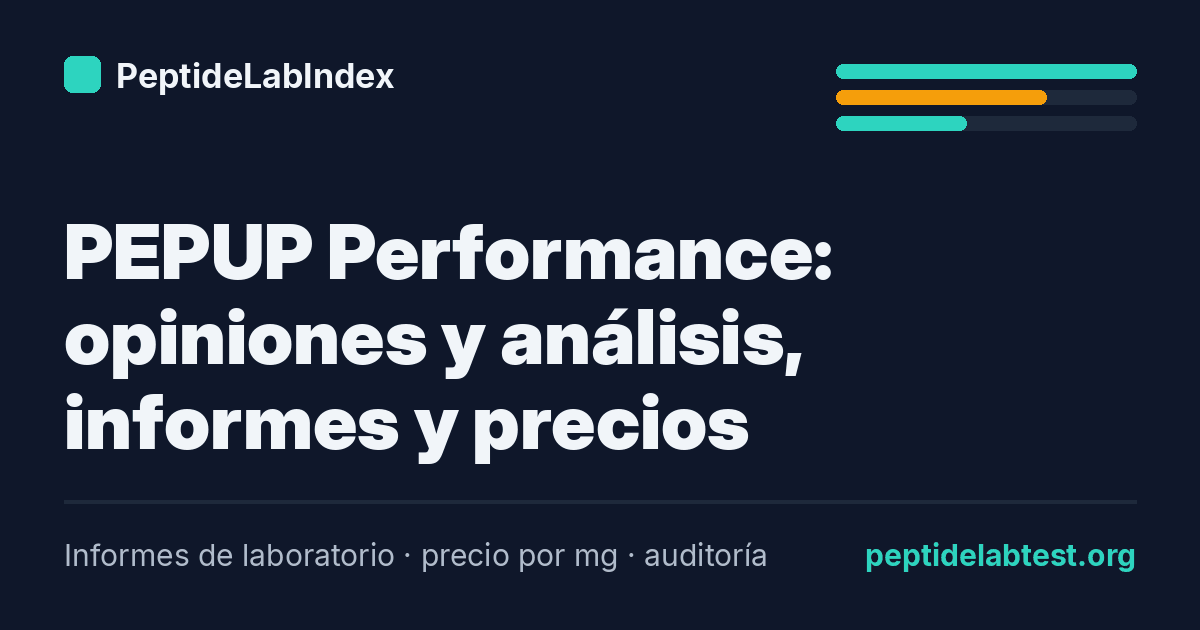 PeptideLabIndex
PEPUP Performance:
opiniones y análisis,
informes y precios
Informes de laboratorio · precio por mg · auditoría
peptidelabtest.org